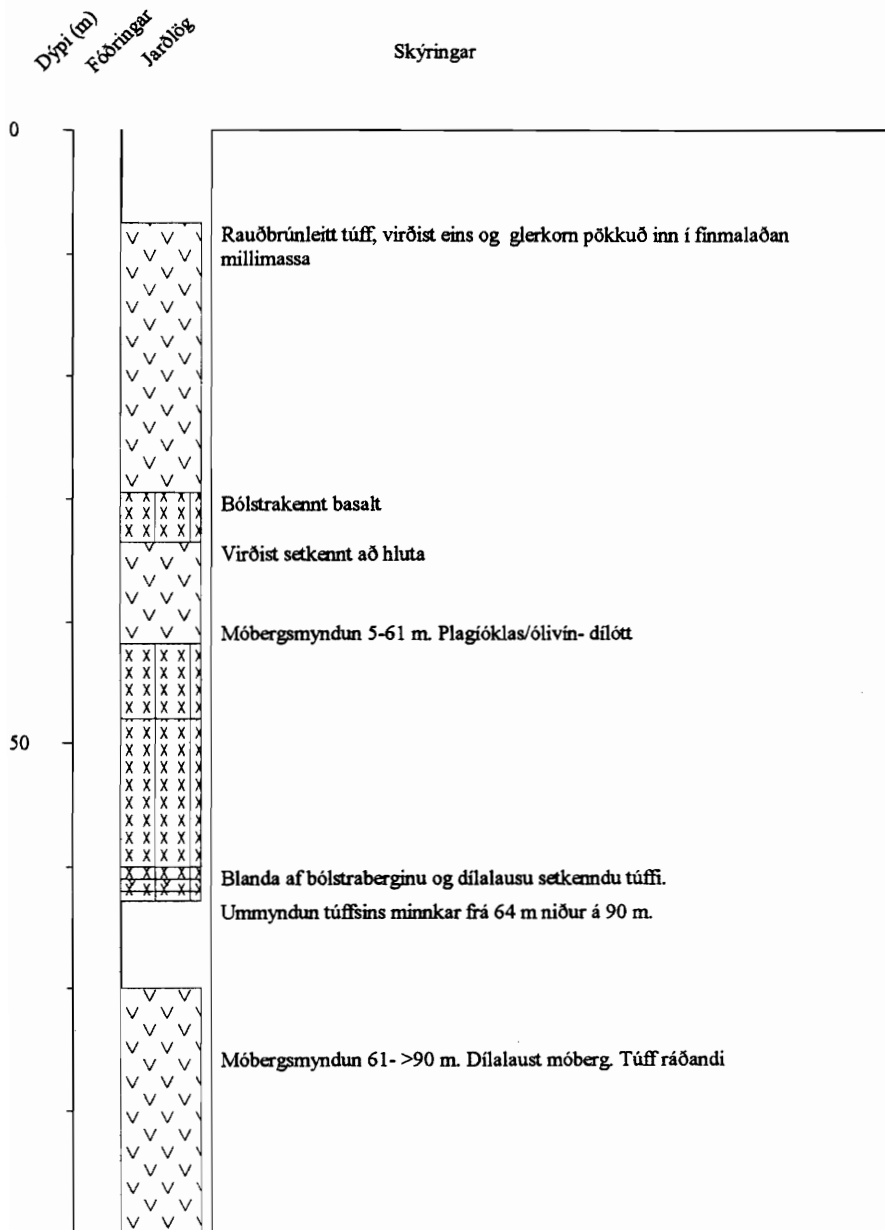 Dýpi (m)
Fóðringar
Jarðlög
Skýringar
0
Rauðbrúnleitt túff, virðist eins og glerkorn pökkuð inn í fínmalaðan
millimassa
Bólstrakennt basalt
Virðist setkennt að hluta
Móbergsmyndun 5-61 m. Plagíóklas/ólivín- dílótt
50
Blanda af bólstraberginu og dílalausu setkenndu túffi.
Ummyndun túffsins minnkar frá 64 m niður á 90 m.
Móbergsmyndun 61- >90 m. Dílalaust móberg. Túff ráðandi